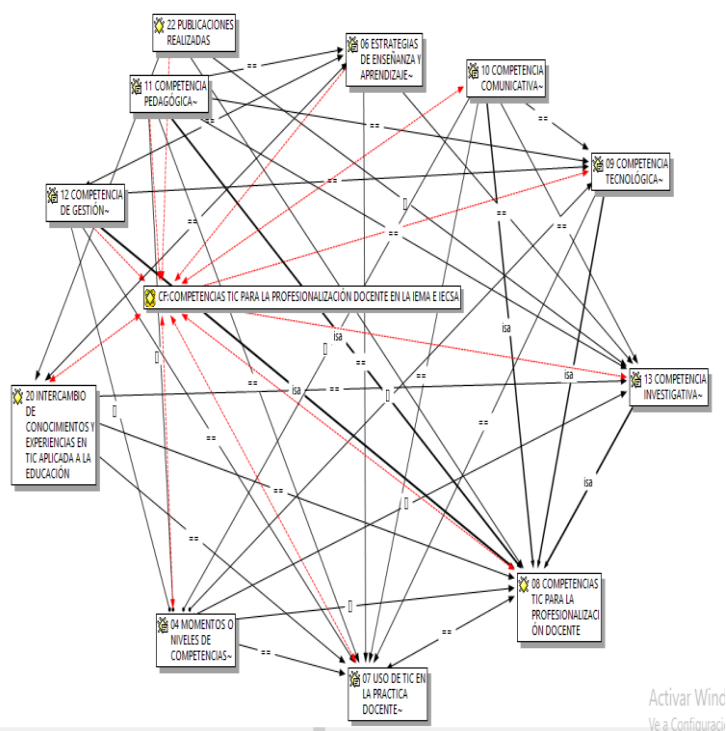 22 PUBLICACIONES
REALIZADAS
06 ESTRATEGIAS
DE ENSEÑANZA Y
APRENDIZAJE~
10 COMPETENCIA
COMUNICATIVA~
11 COMPETENCIA
PEDAGÓGICA~
==
==
==
==
09 COMPETENCIA
TECNOLÓGICA~
12 COMPETENCIA
DE GESTIÓN~
==
==
==
==
==
CF:COMPETENCIAS TIC PARA LA PROFESIONALIZACIÓN DOCENTE EN LA IEMA E IECSA
isa
isa
==
isa
==
isa
==
==
13 COMPETENCIA
INVESTIGATIVA~
20 INTERCAMBIO
DE
CONOCIMIENTOS Y
EXPERIENCIAS EN
TIC APLICADA A LA
EDUCACIÓN
==
==
==
isa
==
08 COMPETENCIAS
TIC PARA LA
PROFESIONALIZACI
ÓN DOCENTE
04 MOMENTOS O
NIVELES DE
COMPETENCIAS~
==
==
07 USO DE TIC EN
LA PRACTICA
DOCENTE~
Activar Wind
Ve a Configuració